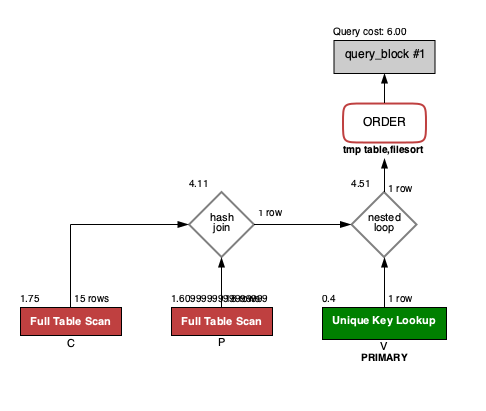 Query cost: 6.00
query_block #1
ORDER
tmp table,filesort
4.11
4.51
1 row
hash
join
1 row
nested
loop
1.75
15 rows
0.4
1 row
Full Table Scan
Full Table Scan
Unique Key Lookup
C
P
V
PRIMARY